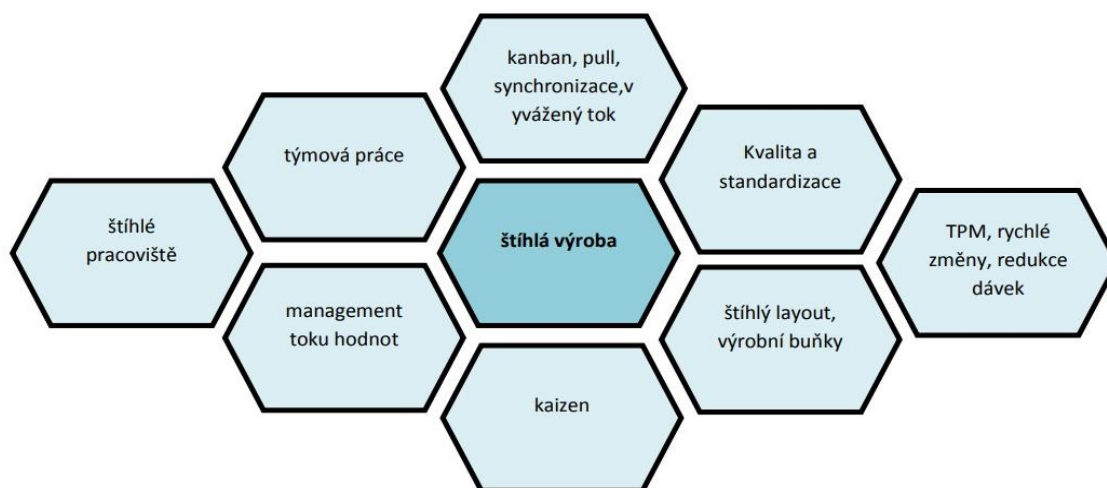 kanban, pull,
synchronizace,v
yvážený tok
týmová práce
Kvalita a
standardizace
štíhlé
pracoviště
štíhlá výroba
TPM, rychlé
změny, redukce
dávek
management
toku hodnot
štíhlý layout,
výrobní buňky
kaizen